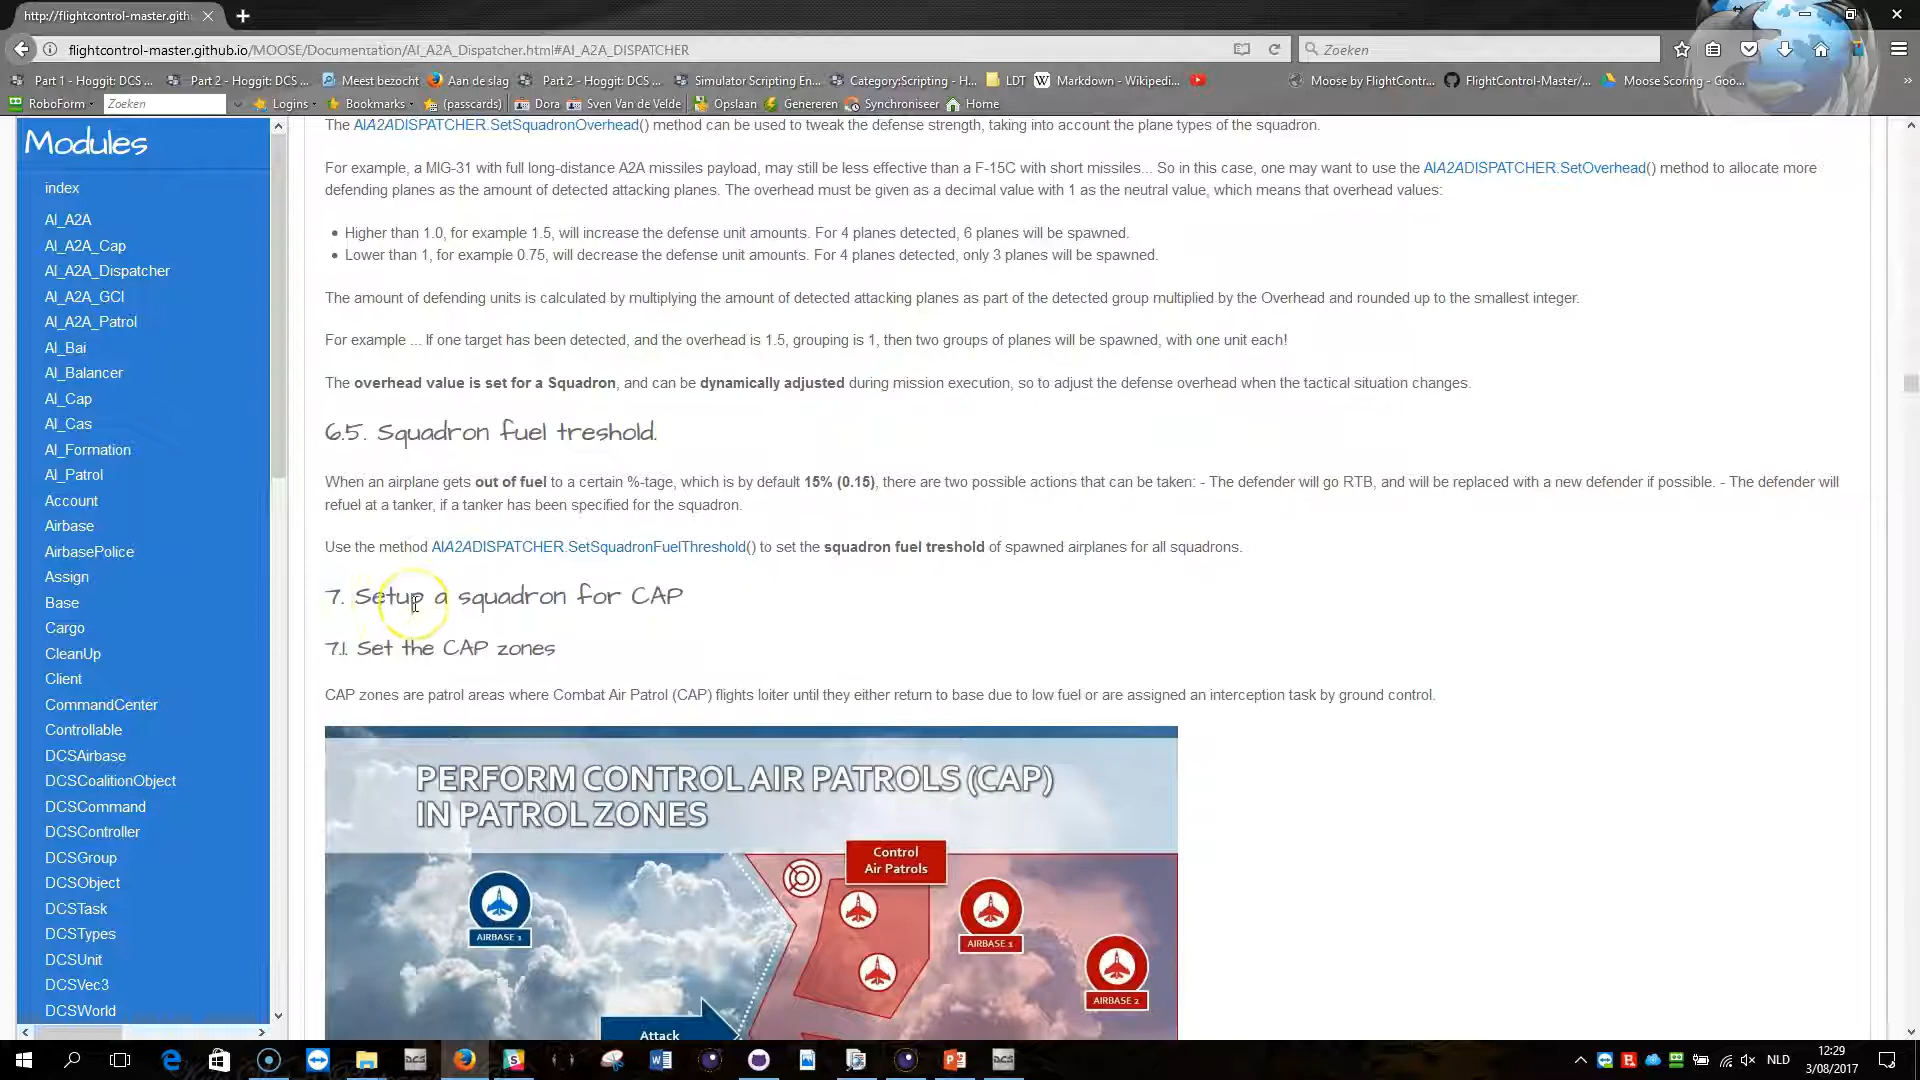 http://flightcontrol-master.gith
flightcontrol-master.github.io/MOOSE/Documentation/AI_A2A_Dispatcher.html#AI_A2A_DISPATCHER
Zoeken
Part 1 - Hoggit: DCS ...
Part 2 - Hoggit: DCS ...
Meest bezocht
Aan de slag
Part 2 - Hoggit: DCS ...
Simulator Scripting En...
Category:Scripting - H...
LDT
Markdown - Wikipedi...
Moose by FlightContr...
FlightControl-Master/...
Moose Scoring - Goo...
RoboForm
Zoeken
Logins
Bookmarks
(passcards)
Dora
Sven Van de Velde
Opslaan
Genereren
Synchroniseer
Home
Modules
index
AI_A2A
AI_A2A_Cap
AI_A2A_Dispatcher
AI_A2A_GCI
AI_A2A_Patrol
AI_Bai
AI_Balancer
AI_Cap
AI_Cas
AI_Formation
AI_Patrol
Account
Airbase
AirbasePolice
Assign
Base
Cargo
CleanUp
Client
CommandCenter
Controllable
DCSAirbase
DCSCoalitionObject
DCSCommand
DCSController
DCSGroup
DCSObject
DCSTask
DCSTypes
DCSUnit
DCSVec3
DCSWorld
The AIA2ADISPATCHER.SetSquadronOverhead() method can be used to tweak the defense strength, taking into account the plane types of the squadron.
For example, a MIG-31 with full long-distance A2A missiles payload, may still be less effective than a F-15C with short missiles... So in this case, one may want to use the AIA2ADISPATCHER.SetOverhead() method to allocate more
defending planes as the amount of detected attacking planes. The overhead must be given as a decimal value with 1 as the neutral value, which means that overhead values:
• Higher than 1.0, for example 1.5, will increase the defense unit amounts. For 4 planes detected, 6 planes will be spawned.
• Lower than 1, for example 0.75, will decrease the defense unit amounts. For 4 planes detected, only 3 planes will be spawned.
The amount of defending units is calculated by multiplying the amount of detected attacking planes as part of the detected group multiplied by the Overhead and rounded up to the smallest integer.
For example ... If one target has been detected, and the overhead is 1.5, grouping is 1, then two groups of planes will be spawned, with one unit each!
The overhead value is set for a Squadron, and can be dynamically adjusted during mission execution, so to adjust the defense overhead when the tactical situation changes.
6.5. Squadron fuel treshold.
When an airplane gets out of fuel to a certain %-tage, which is by default 15% (0.15), there are two possible actions that can be taken: - The defender will go RTB, and will be replaced with a new defender if possible. - The defender will
refuel at a tanker, if a tanker has been specified for the squadron.
Use the method AIA2ADISPATCHER.SetSquadronFuelThreshold() to set the squadron fuel treshold of spawned airplanes for all squadrons.
7. Setup a squadron for CAP
7.1. Set the CAP zones
CAP zones are patrol areas where Combat Air Patrol (CAP) flights loiter until they either return to base due to low fuel or are assigned an interception task by ground control.
PERFORM CONTROL AIR PATROLS (CAP)
IN PATROL ZONES
Control
Air Patrols
AIRBASE 1
AIRBASE 1
AIRBASE 2
Attack
NLD
12:29
3/08/2017